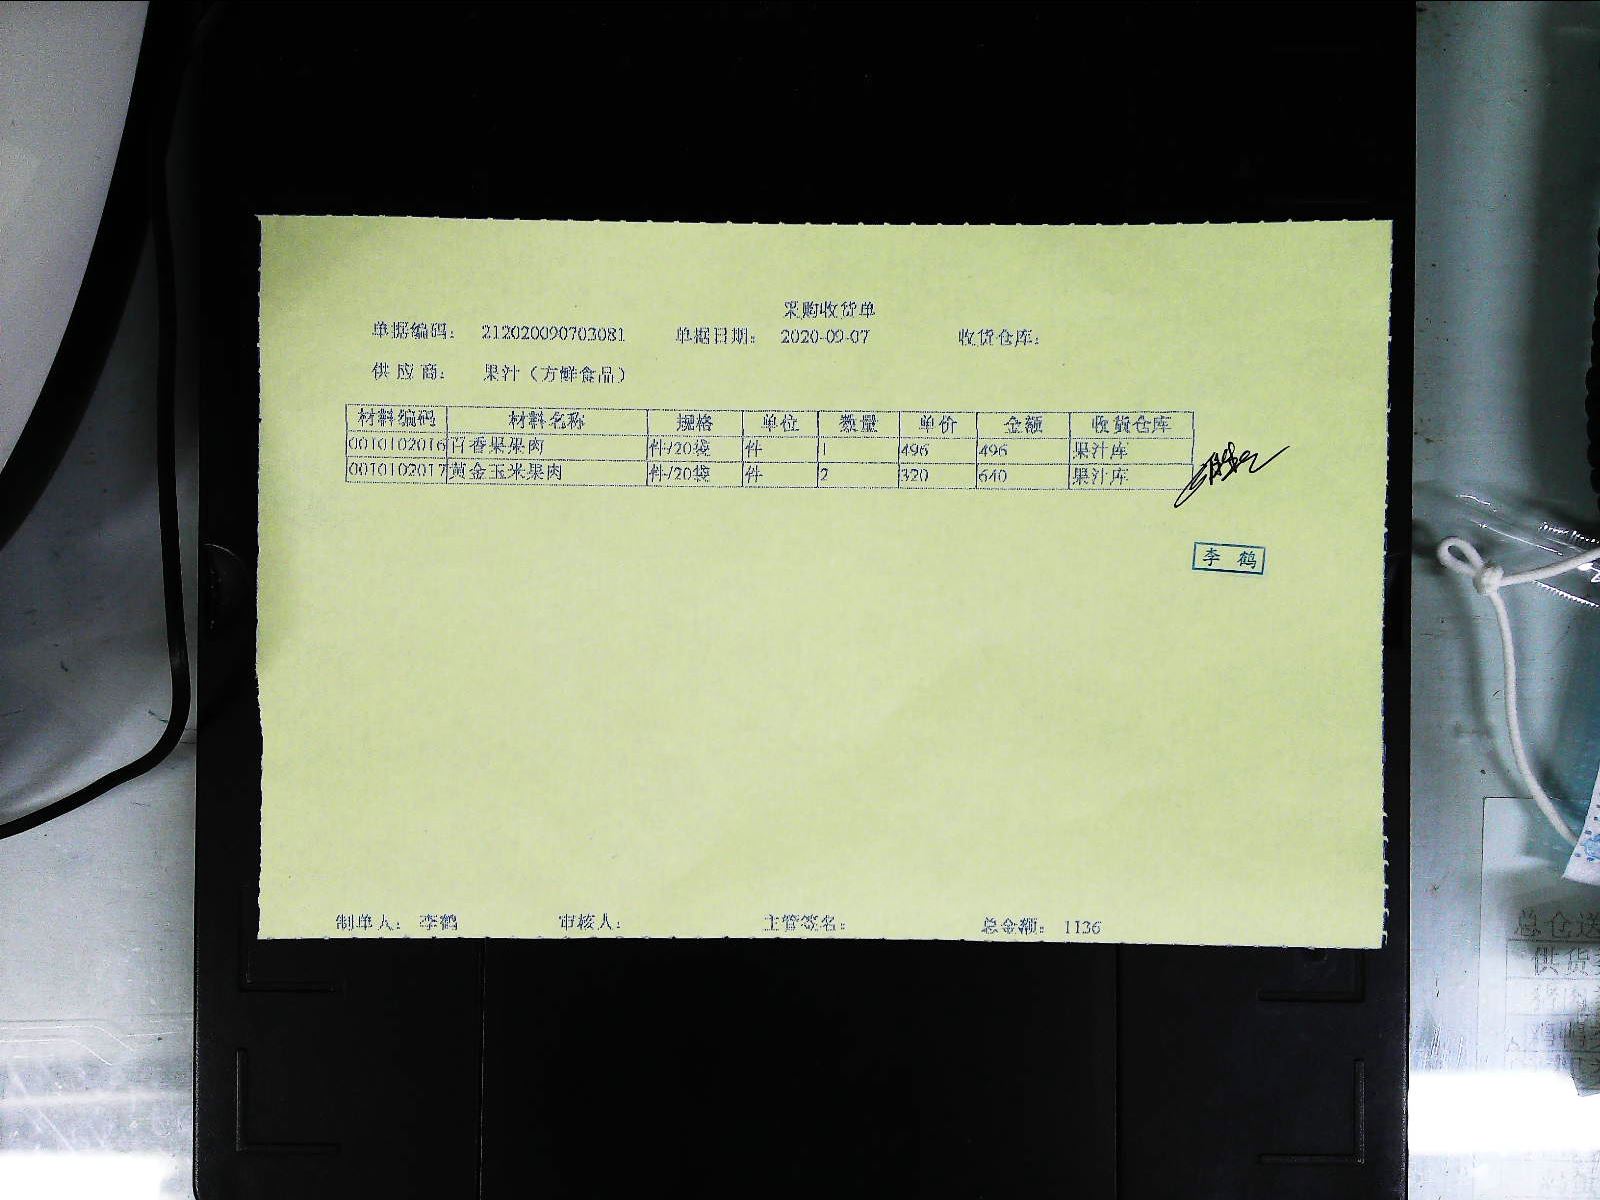 采购收货单
单据编码： 212020090703081 单据日期： 2020-09-07 收货仓库：
供 应 商： 果汁（方鲜食品）
材料编码 材料名称 规格 单位 数量 单价 金额 收货仓库
0010102016 百香果果肉 件/20袋 件 1 496 496 果汁库
0010102017 黄金玉米果肉 件/20袋 件 2 320 640 果汁库
李 鹤
制单人： 李鹤 审核人： 主管签名： 总金额： 1136
总仓送
供货